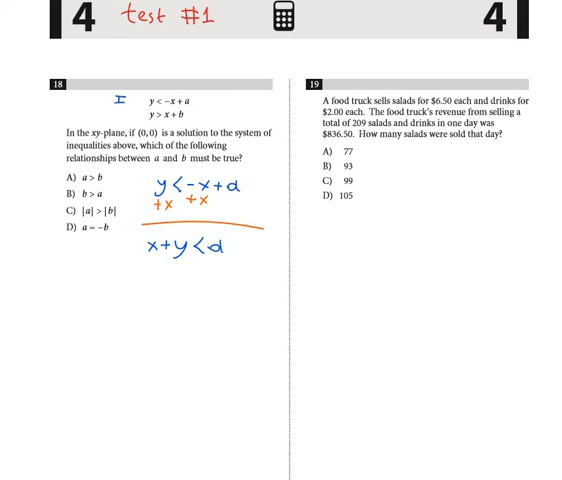 4 test #1 4
18
I y < −x + a
y > x + b
In the xy-plane, if (0,0) is a solution to the system of
inequalities above, which of the following
relationships between a and b must be true?
A) a > b
B) b > a
C) |a| > |b|
D) a = −b
y < −x + a
+x +x
x + y < a
19
A food truck sells salads for $6.50 each and drinks for
$2.00 each. The food truck's revenue from selling a
total of 209 salads and drinks in one day was
$836.50. How many salads were sold that day?
A) 77
B) 93
C) 99
D) 105